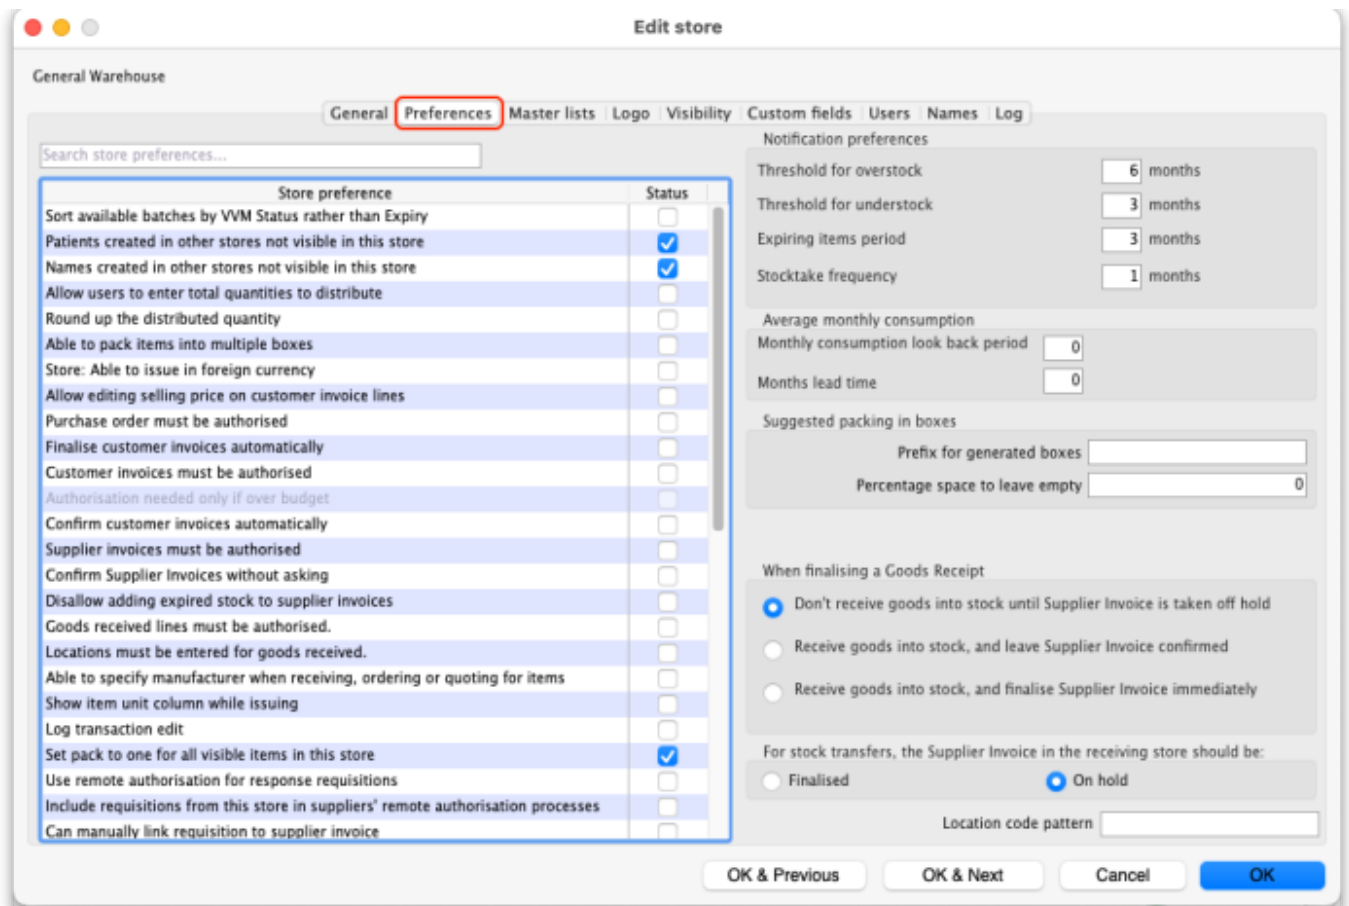 Edit store
General Warehouse
General Preferences Master lists Logo Visibility Custom fields Users Names Log
Search store preferences...
Store preference Status
Sort available batches by VVM Status rather than Expiry
Patients created in other stores not visible in this store
Names created in other stores not visible in this store
Allow users to enter total quantities to distribute
Round up the distributed quantity
Able to pack items into multiple boxes
Store: Able to issue in foreign currency
Allow editing selling price on customer invoice lines
Purchase order must be authorised
Finalise customer invoices automatically
Customer invoices must be authorised
Authorisation needed only if over budget
Confirm customer invoices automatically
Supplier invoices must be authorised
Confirm Supplier Invoices without asking
Disallow adding expired stock to supplier invoices
Goods received lines must be authorised.
Locations must be entered for goods received.
Able to specify manufacturer when receiving, ordering or quoting for items
Show item unit column while issuing
Log transaction edit
Set pack to one for all visible items in this store
Use remote authorisation for response requisitions
Include requisitions from this store in suppliers' remote authorisation processes
Can manually link requisition to supplier invoice
Notification preferences
Threshold for overstock 6 months
Threshold for understock 3 months
Expiring items period 3 months
Stocktake frequency 1 months
Average monthly consumption
Monthly consumption look back period 0
Months lead time 0
Suggested packing in boxes
Prefix for generated boxes
Percentage space to leave empty 0
When finalising a Goods Receipt
Don't receive goods into stock until Supplier Invoice is taken off hold
Receive goods into stock, and leave Supplier Invoice confirmed
Receive goods into stock, and finalise Supplier Invoice immediately
For stock transfers, the Supplier Invoice in the receiving store should be:
Finalised On hold
Location code pattern
OK & Previous OK & Next Cancel OK